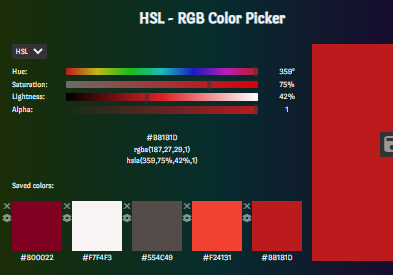 HSL - RGB Color Picker
HSL
Hue: 359°
Saturation: 75%
Lightness: 42%
Alpha: 1
#BB1B1D
rgba(187,27,29,1)
hsla(359,75%,42%,1)
Saved colors:
#800022 #F7F4F3 #554C49 #F24131 #BB1B1D